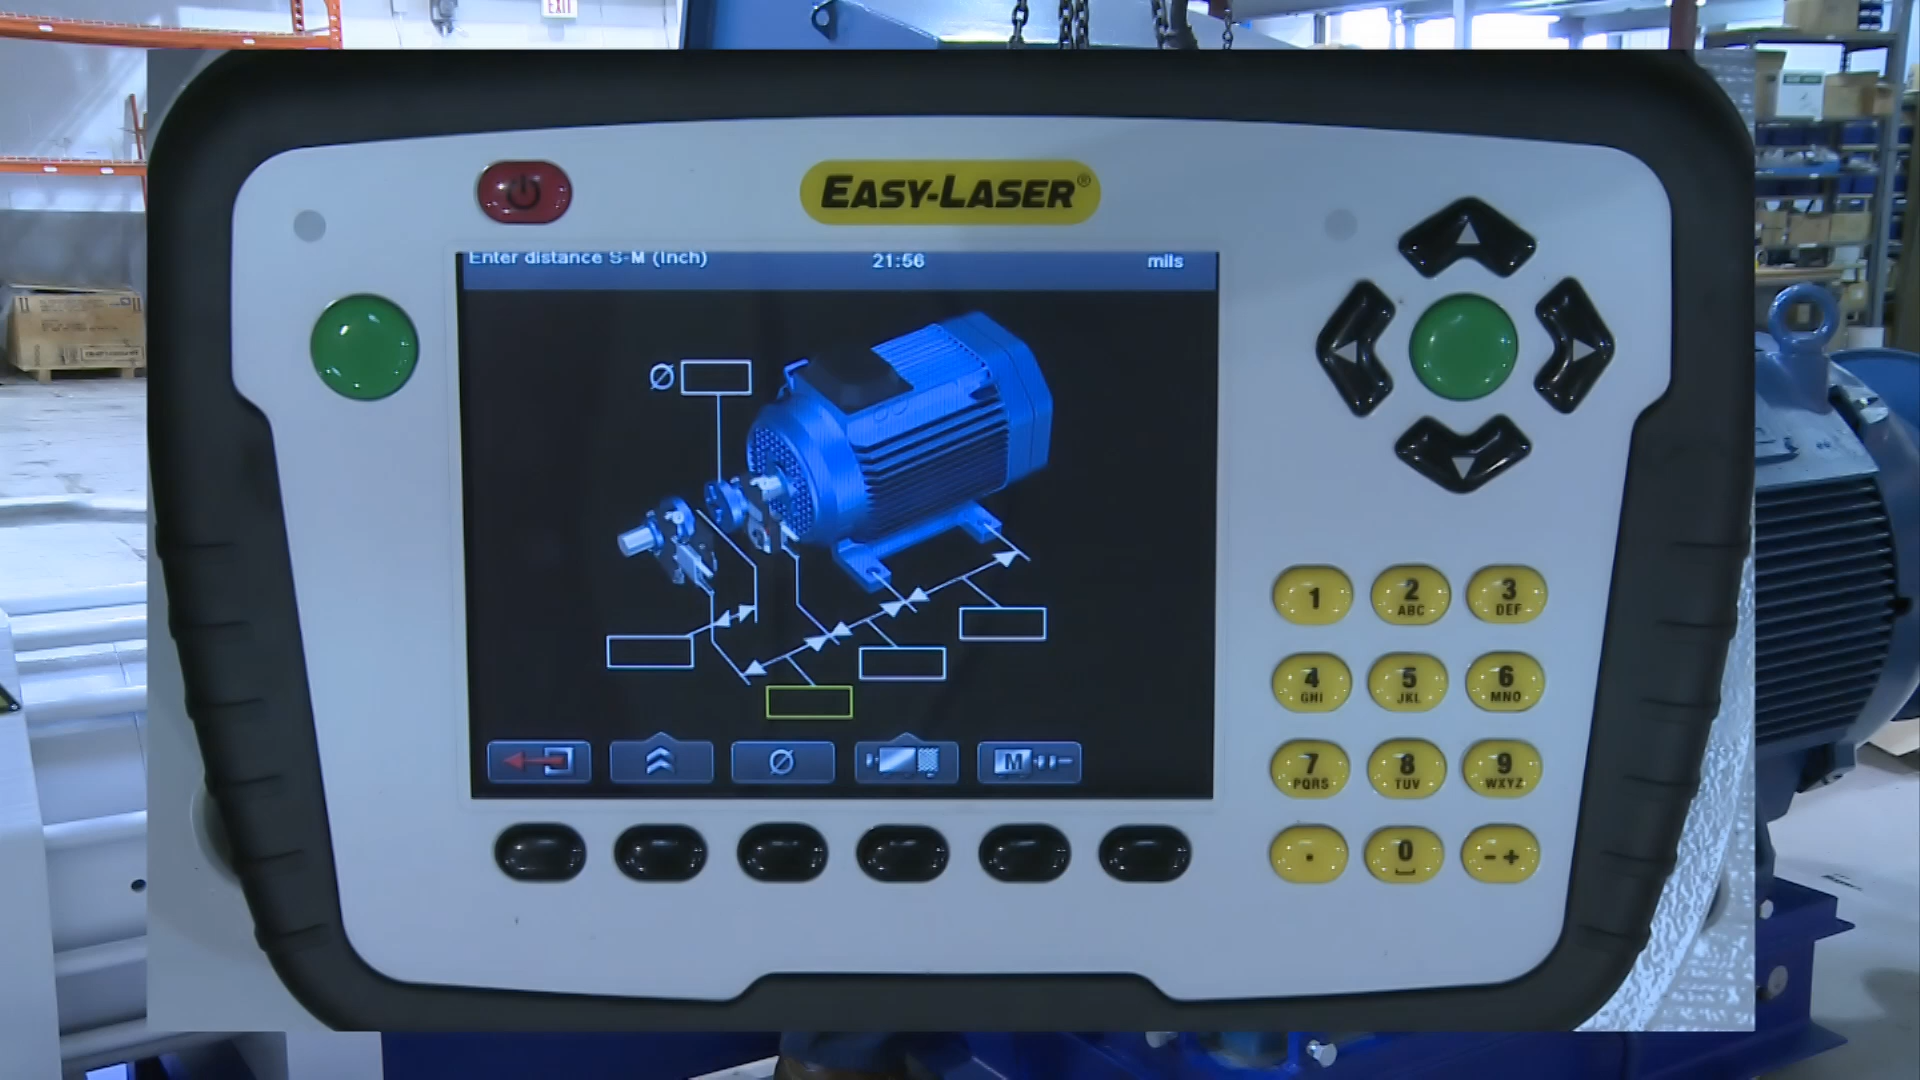 EXIT
EASY-LASER®
Enter distance S-M (Inch)
21:56
mils
Ø
Ø
M
1
2
ABC
3
DEF
4
GHI
5
JKL
6
MNO
7
PQRS
8
TUV
9
WXYZ
.
0
- +